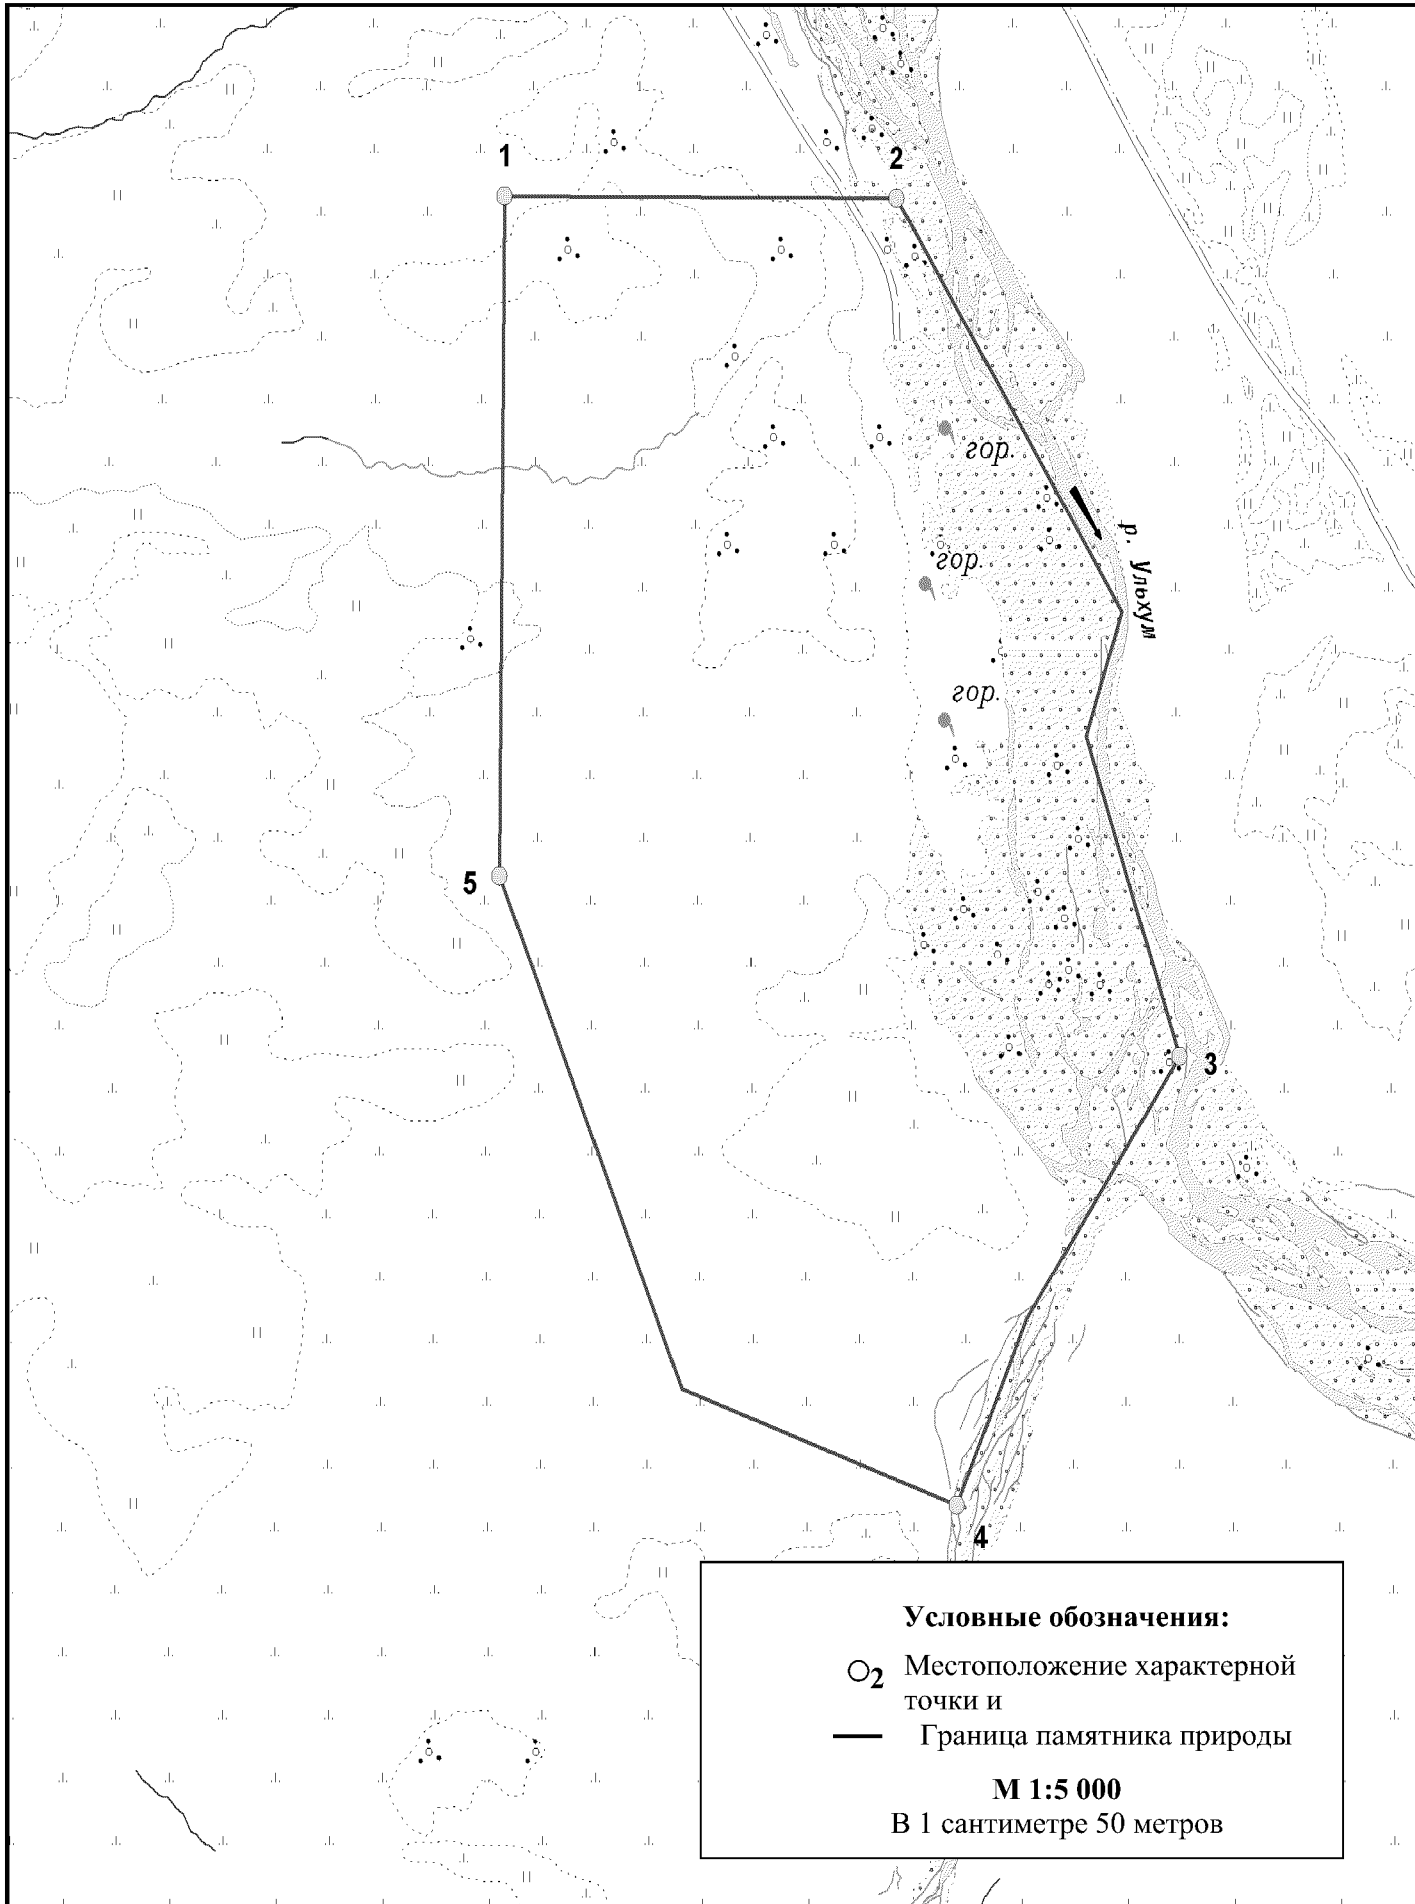 1
2
гор.
р. Ульхум
гор.
гор.
5
3
4
Условные обозначения:
2 Местоположение характерной
точки и
Граница памятника природы
М 1:5 000
В 1 сантиметре 50 метров